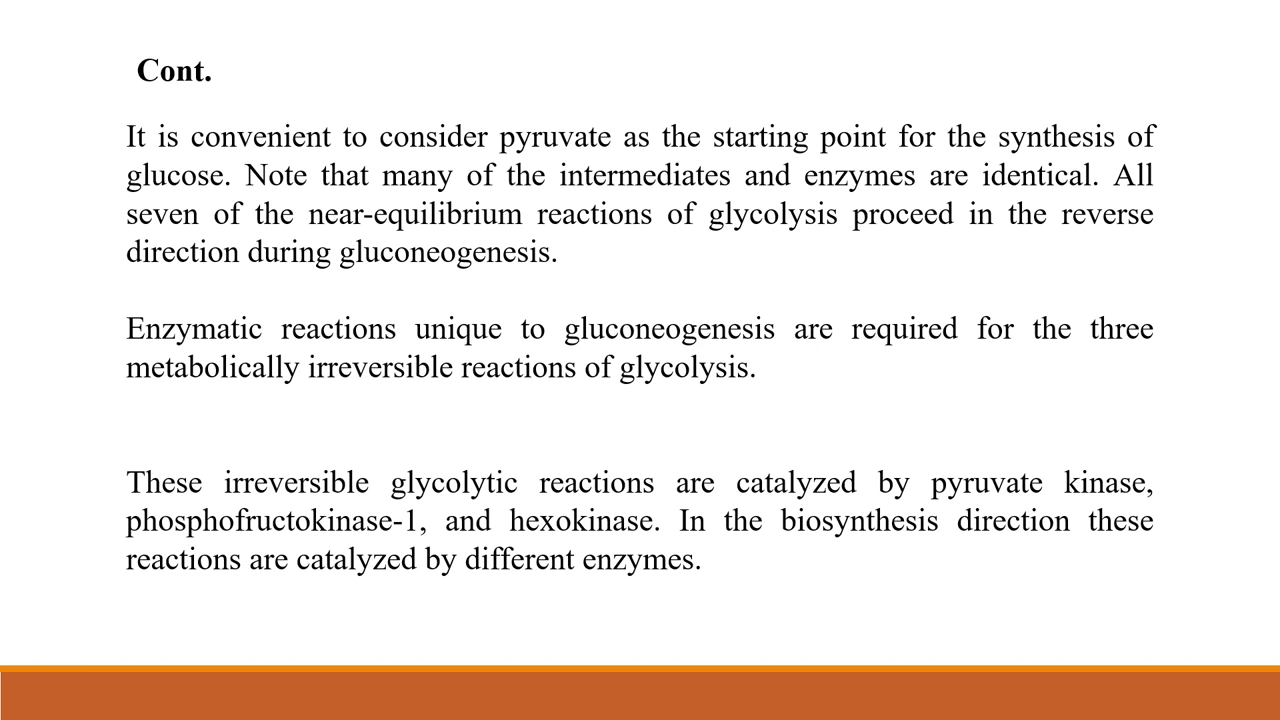 Cont.
It is convenient to consider pyruvate as the starting point for the synthesis of
glucose. Note that many of the intermediates and enzymes are identical. All
seven of the near-equilibrium reactions of glycolysis proceed in the reverse
direction during gluconeogenesis.
Enzymatic reactions unique to gluconeogenesis are required for the three
metabolically irreversible reactions of glycolysis.
These irreversible glycolytic reactions are catalyzed by pyruvate kinase,
phosphofructokinase-1, and hexokinase. In the biosynthesis direction these
reactions are catalyzed by different enzymes.